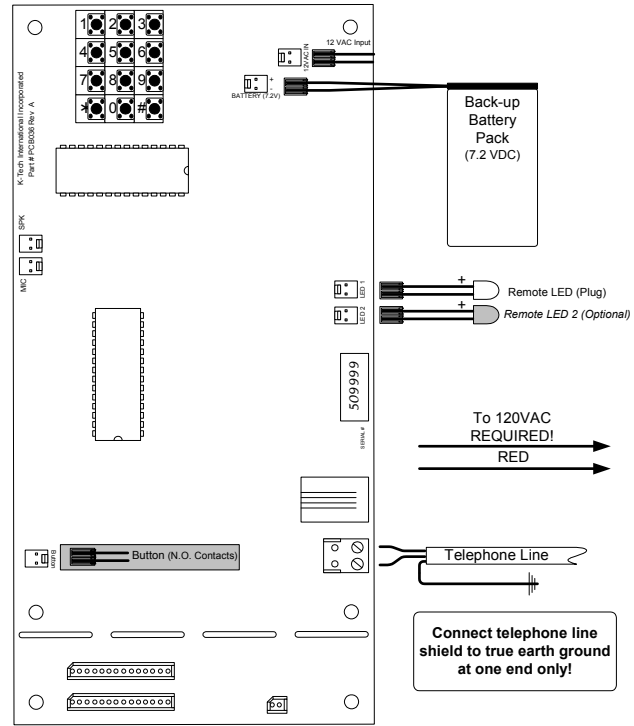 1 2 3
4 5 6
7 8 9
* 0 #
K-Tech International Incorporated
Part # PCB036 Rev A
12 VAC Input
12VAC IN
+
-
BATTERY (7.2V)
Back-up
Battery
Pack
(7.2 VDC)
SPK
MIC
LED 1
+
Remote LED (Plug)
LED 2
+
Remote LED 2 (Optional)
509999
SERIAL #
To 120VAC
REQUIRED!
RED
Button
Button (N.O. Contacts)
Telephone Line
Connect telephone line
shield to true earth ground
at one end only!